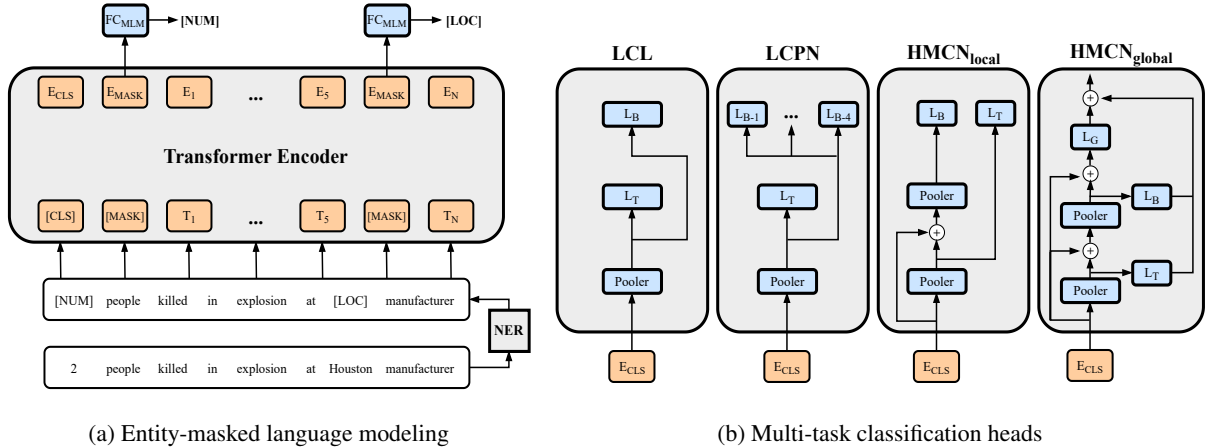 FC_MLM [NUM] FC_MLM [LOC]
E_CLS E_MASK E_1 ... E_5 E_MASK E_N
Transformer Encoder
[CLS] [MASK] T_1 ... T_5 [MASK] T_N
[NUM] people killed in explosion at [LOC] manufacturer
NER
2 people killed in explosion at Houston manufacturer
(a) Entity-masked language modeling
LCL
L_B
L_T
Pooler
E_CLS
LCPN
L_B-1 ... L_B-4
L_T
Pooler
E_CLS
HMCN_local
L_B L_T
Pooler
+
Pooler
E_CLS
HMCN_global
+
L_G
+
L_B
Pooler
+
L_T
Pooler
E_CLS
(b) Multi-task classification heads